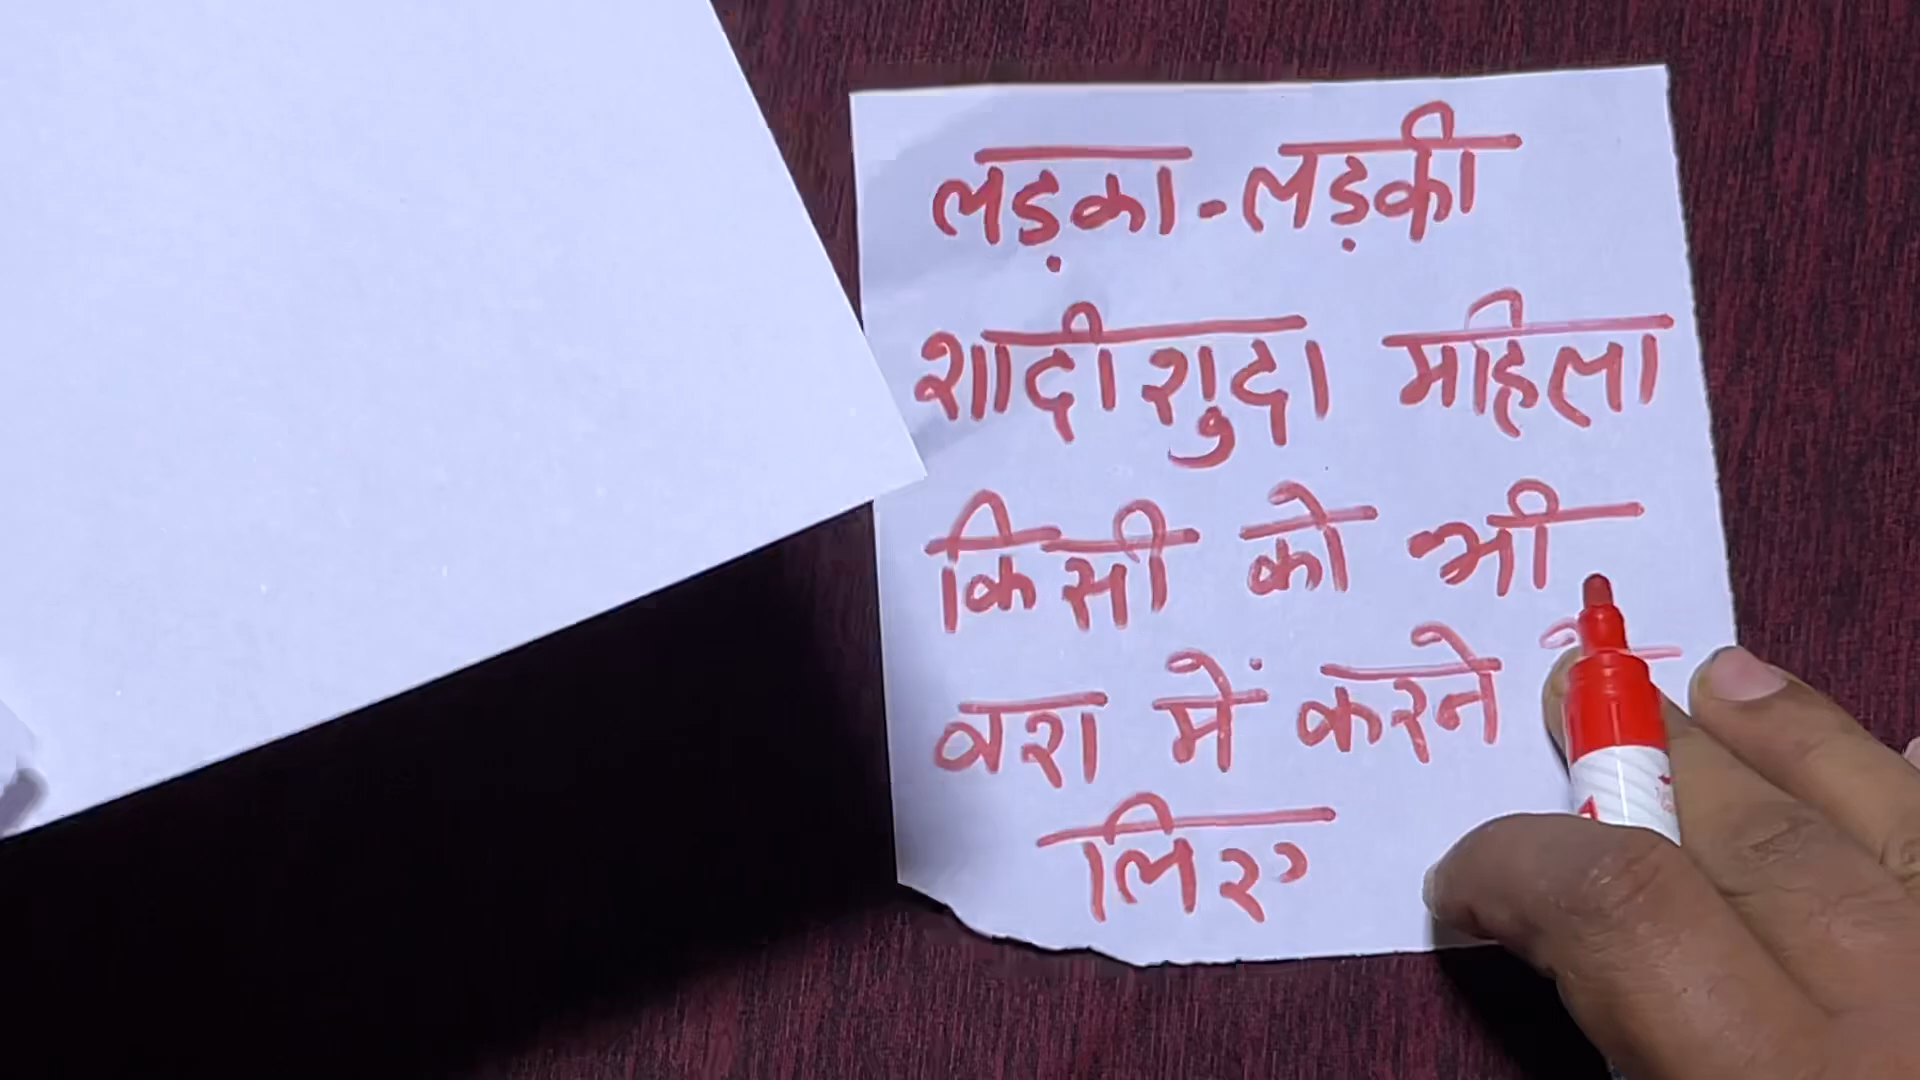 लड़का-लड़की
शादीशुदा महिला
किसी को भी
वश में करने
लिए